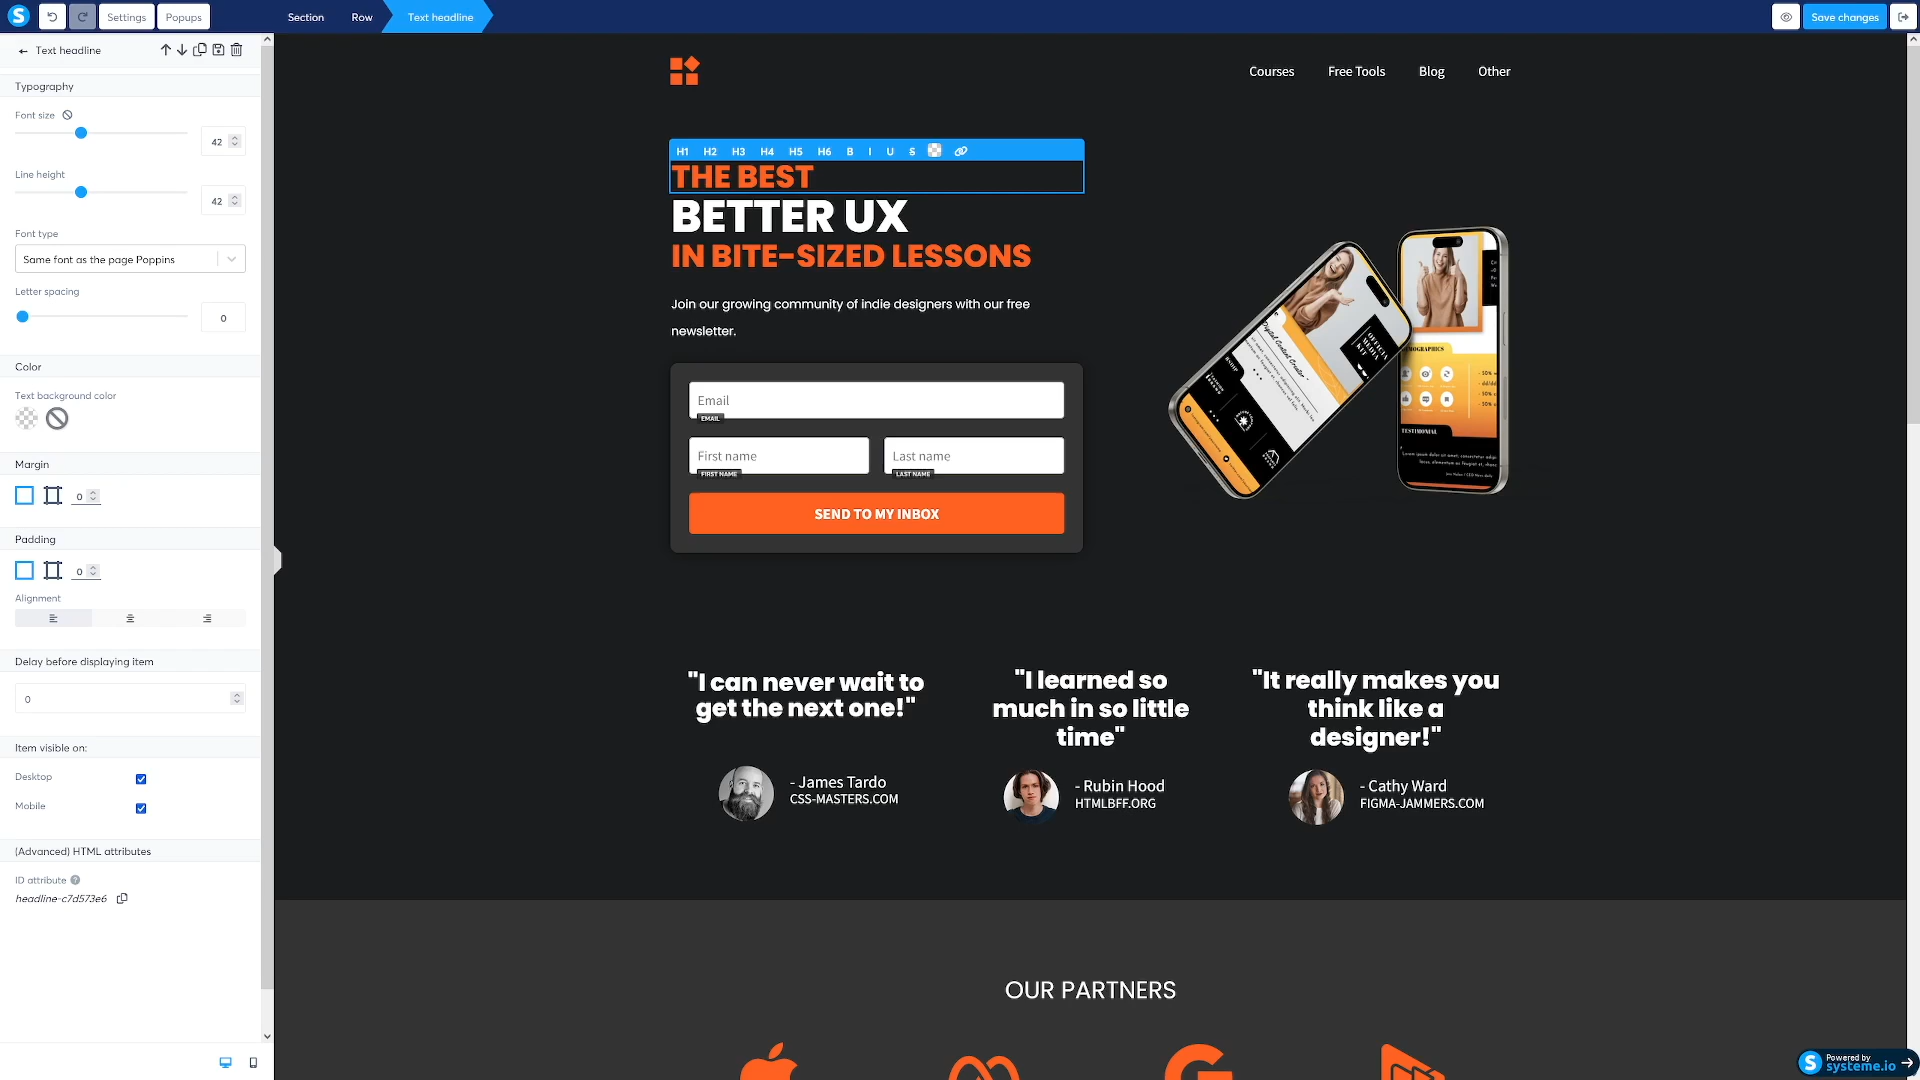 S Settings Popups Section Row Text headline Save changes
Text headline
Typography
Font size
42
Line height
42
Font type
Same font as the page Poppins
Letter spacing
0
Color
Text background color
Margin
0
Padding
0
Alignment
Delay before displaying item
0
Item visible on:
Desktop
Mobile
(Advanced) HTML attributes
ID attribute
headline-c7d573e6
Courses Free Tools Blog Other
H1 H2 H3 H4 H5 H6 B I U S
THE BEST
BETTER UX
IN BITE-SIZED LESSONS
Join our growing community of indie designers with our free
newsletter.
Email
EMAIL
First name Last name
FIRST NAME LAST NAME
SEND TO MY INBOX
Digital Content Creator
OFFICIAL
MEDIA
KIT
TESTIMONIAL
"I can never wait to
get the next one!"
- James Tardo
CSS-MASTERS.COM
"I learned so
much in so little
time"
- Rubin Hood
HTMLBFF.ORG
"It really makes you
think like a
designer!"
- Cathy Ward
FIGMA-JAMMERS.COM
OUR PARTNERS
Powered by
systeme.io